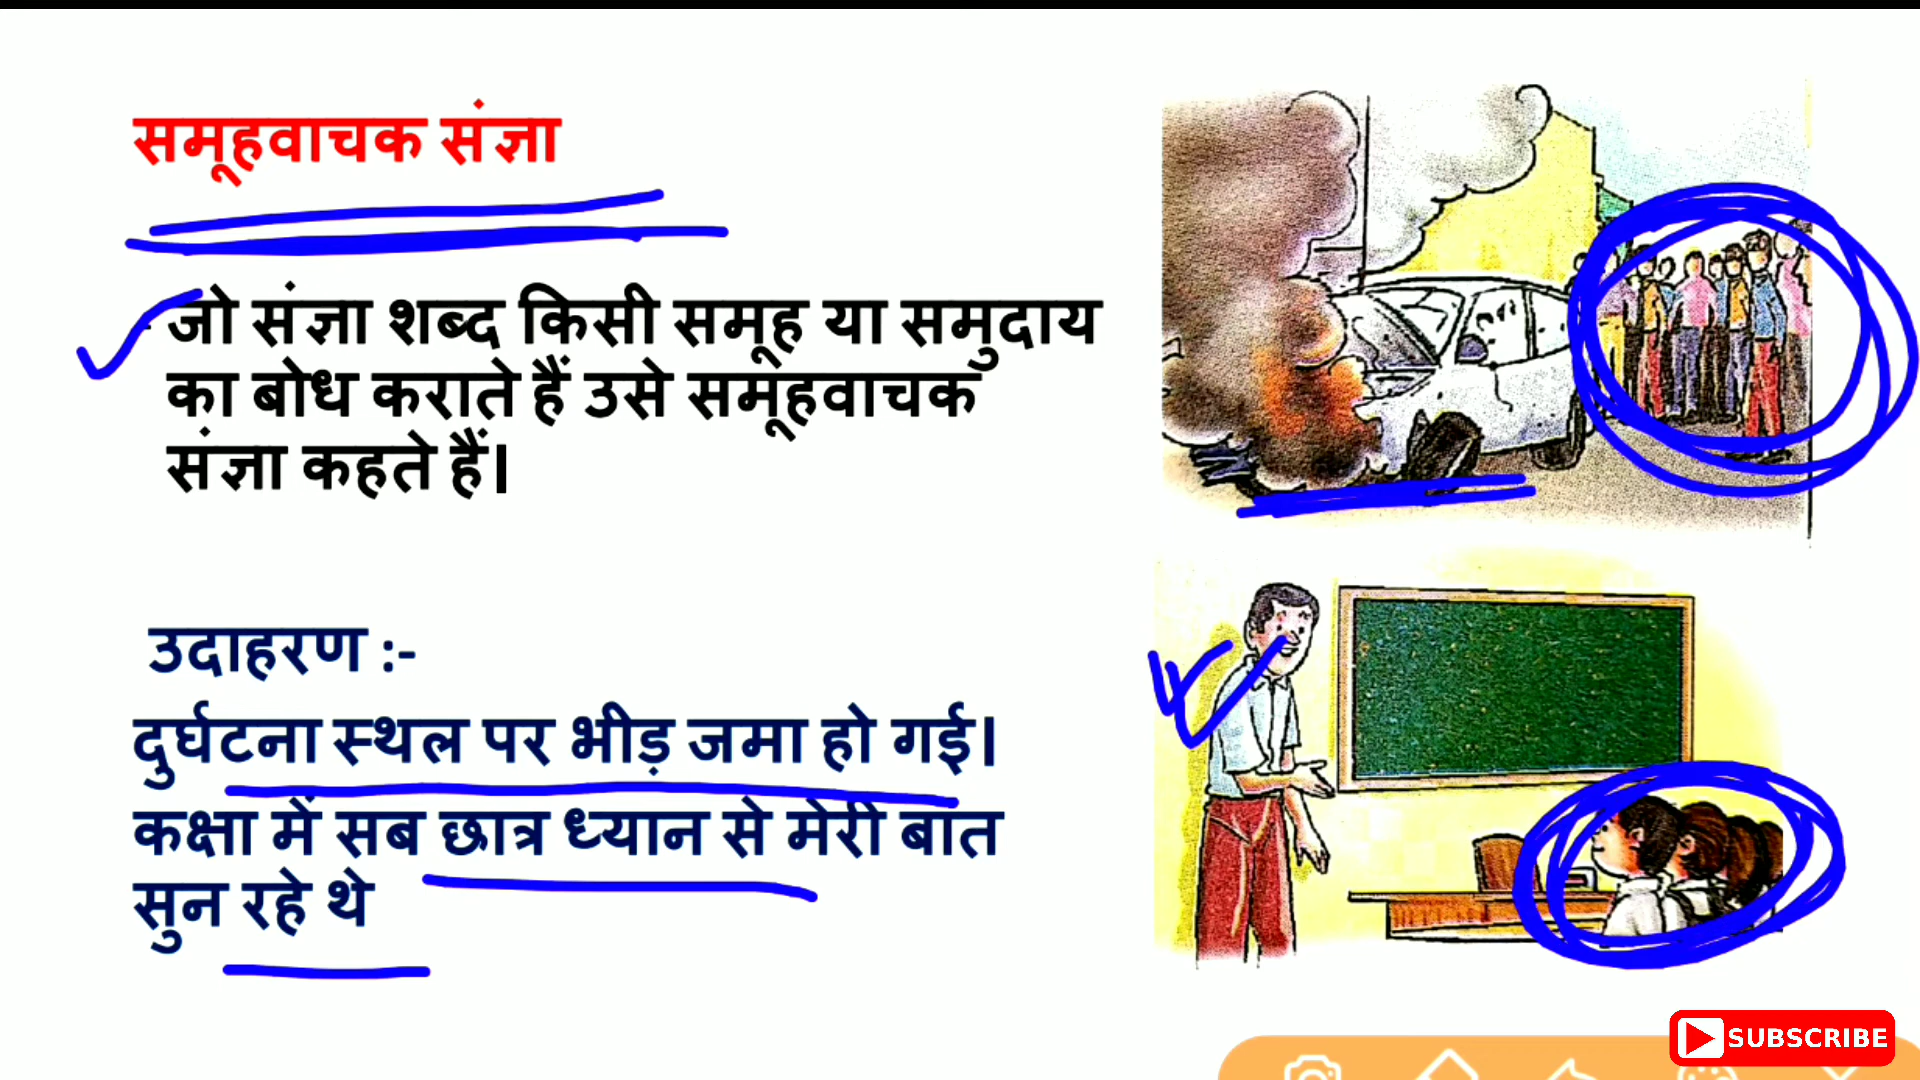 समूहवाचक संज्ञा
जो संज्ञा शब्द किसी समूह या समुदाय
का बोध कराते हैं उसे समूहवाचक
संज्ञा कहते हैं।
उदाहरण :-
दुर्घटना स्थल पर भीड़ जमा हो गई।
कक्षा में सब छात्र ध्यान से मेरी बात
सुन रहे थे
SUBSCRIBE